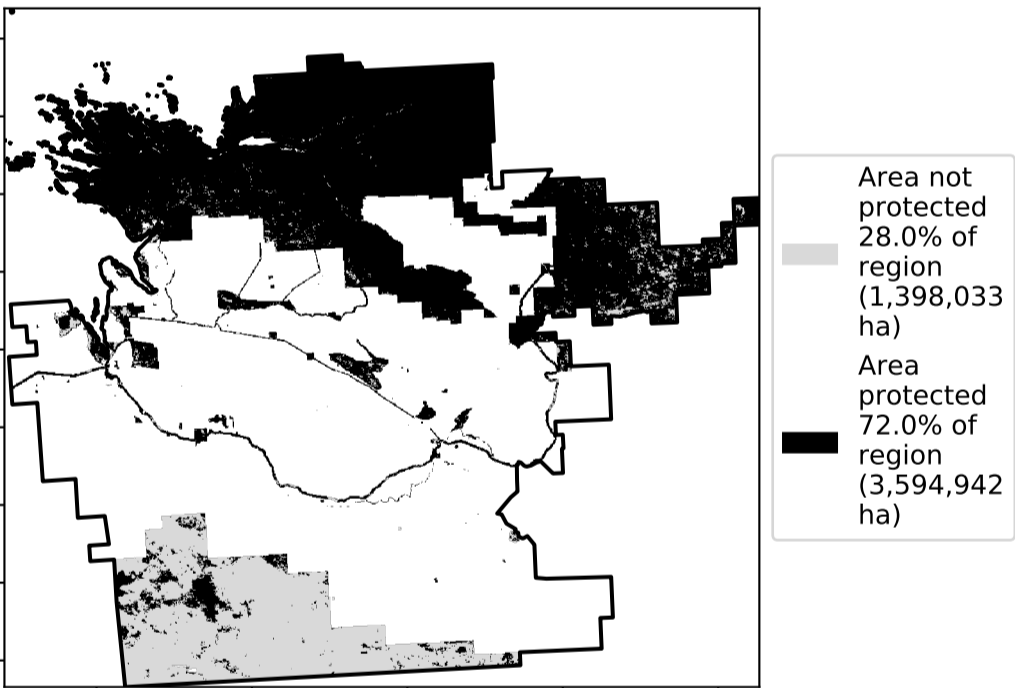 Area not
protected
28.0% of
region
(1,398,033
ha)
Area
protected
72.0% of
region
(3,594,942
ha)